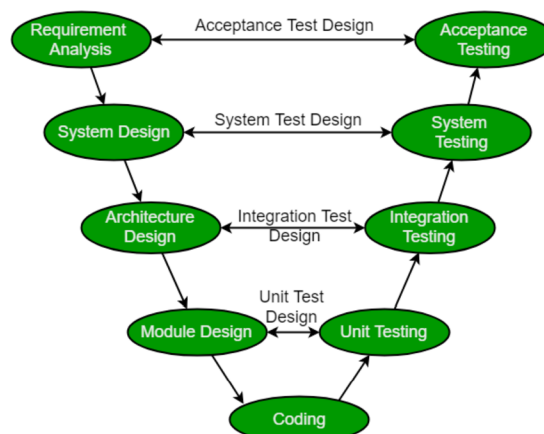 Requirement
Analysis
Acceptance Test Design
Acceptance
Testing
System Design
System Test Design
System
Testing
Architecture
Design
Integration Test
Design
Integration
Testing
Module Design
Unit Test
Design
Unit Testing
Coding